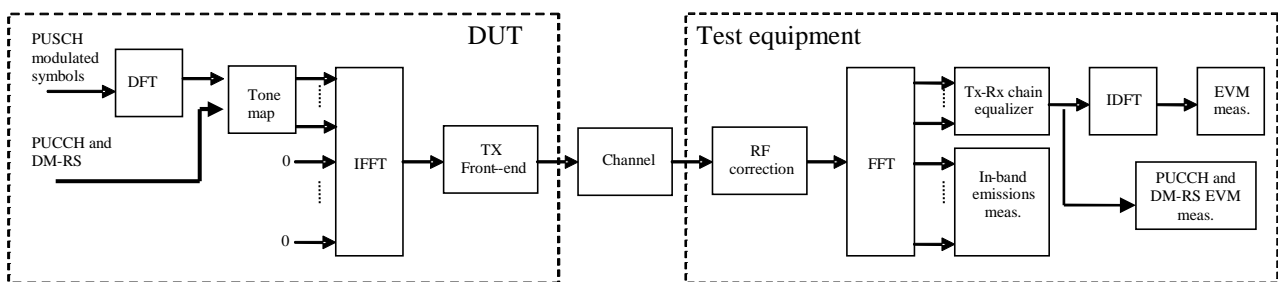 DUT
Test equipment
PUSCH
modulated
symbols
DFT
Tone
map
PUCCH and
DM-RS
0
0
IFFT
TX
Front--end
Channel
RF
correction
FFT
Tx-Rx chain
equalizer
IDFT
EVM
meas.
In-band
emissions
meas.
PUCCH and
DM-RS EVM
meas.